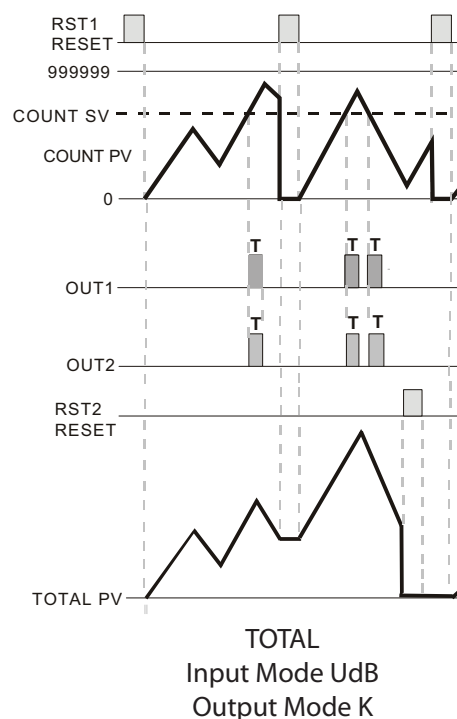 RST1
RESET
999999
COUNT SV
COUNT PV
0
T
T T
OUT1
T
T T
OUT2
RST2
RESET
TOTAL PV
TOTAL
Input Mode UdB
Output Mode K